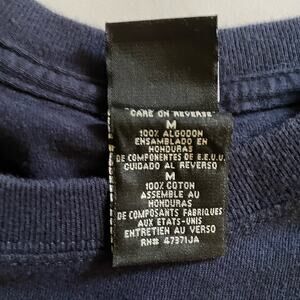 "CARE ON REVERSE"
M
100% ALGODON
ENSAMBLADO EN
HONDURAS
DE COMPONENTES DE E.E.U.U.
CUIDADO AL REVERSO
M
100% COTON
ASSEMBLE AU
HONDURAS
DE COMPOSANTS FABRIQUES
AUX ETATS-UNIS
ENTRETIEN AU VERSO
RN# 47371JA